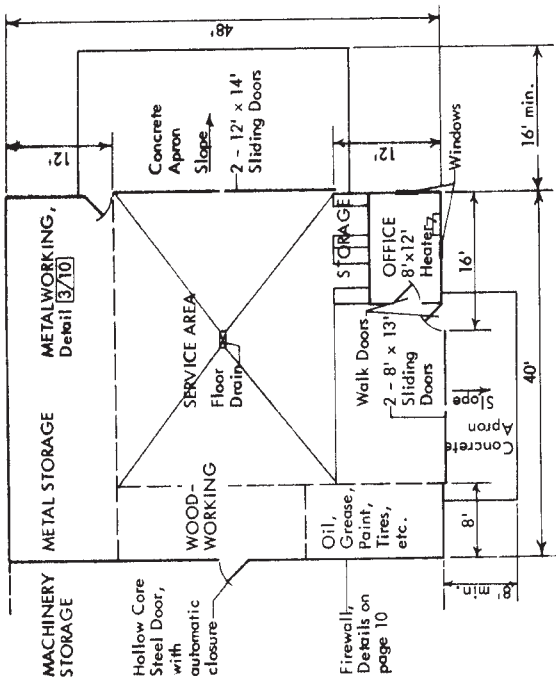 MACHINERY
STORAGE
METAL STORAGE
METALWORKING,
Detail 3/10
12'
48'
Hollow Core
Steel Door,
with
automatic
closure
WOOD-
WORKING
SERVICE AREA
Floor
Drain
Concrete
Apron
Slope
2 - 12' x 14'
Sliding Doors
Firewall,
Details on
page 10
Oil,
Grease,
Paint,
Tires,
etc.
Walk Doors
2 - 8' x 13'
Sliding
Doors
STORAGE
OFFICE
8'x12'
Heater
12'
Windows
16' min.
8' min.
8'
Slope
Concrete
Apron
16'
40'